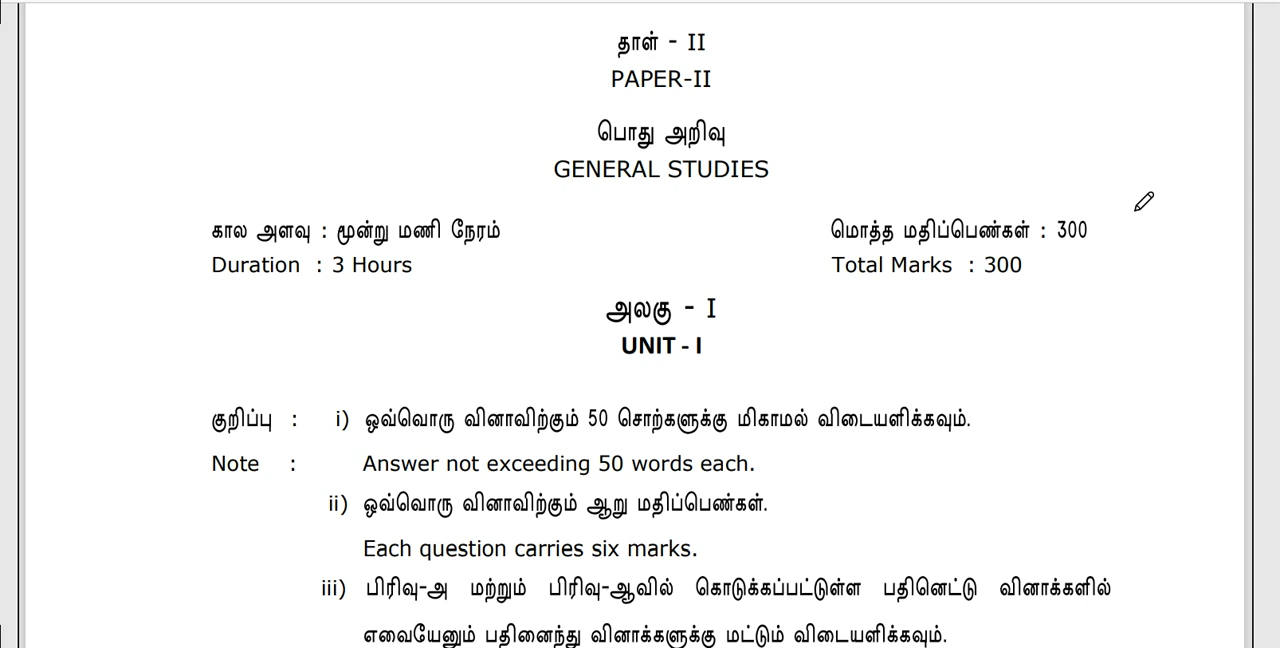 தாள் - II
PAPER-II
பொது அறிவு
GENERAL STUDIES
கால அளவு : மூன்று மணி நேரம் மொத்த மதிப்பெண்கள் : 300
Duration : 3 Hours Total Marks : 300
அலகு - I
UNIT - I
குறிப்பு : i) ஒவ்வொரு வினாவிற்கும் 50 சொற்களுக்கு மிகாமல் விடையளிக்கவும்.
Note : Answer not exceeding 50 words each.
ii) ஒவ்வொரு வினாவிற்கும் ஆறு மதிப்பெண்கள்.
Each question carries six marks.
iii) பிரிவு-அ மற்றும் பிரிவு-ஆவில் கொடுக்கப்பட்டுள்ள பதினெட்டு வினாக்களில்
எவையேனும் பதினைந்து வினாக்களுக்கு மட்டும் விடையளிக்கவும்.